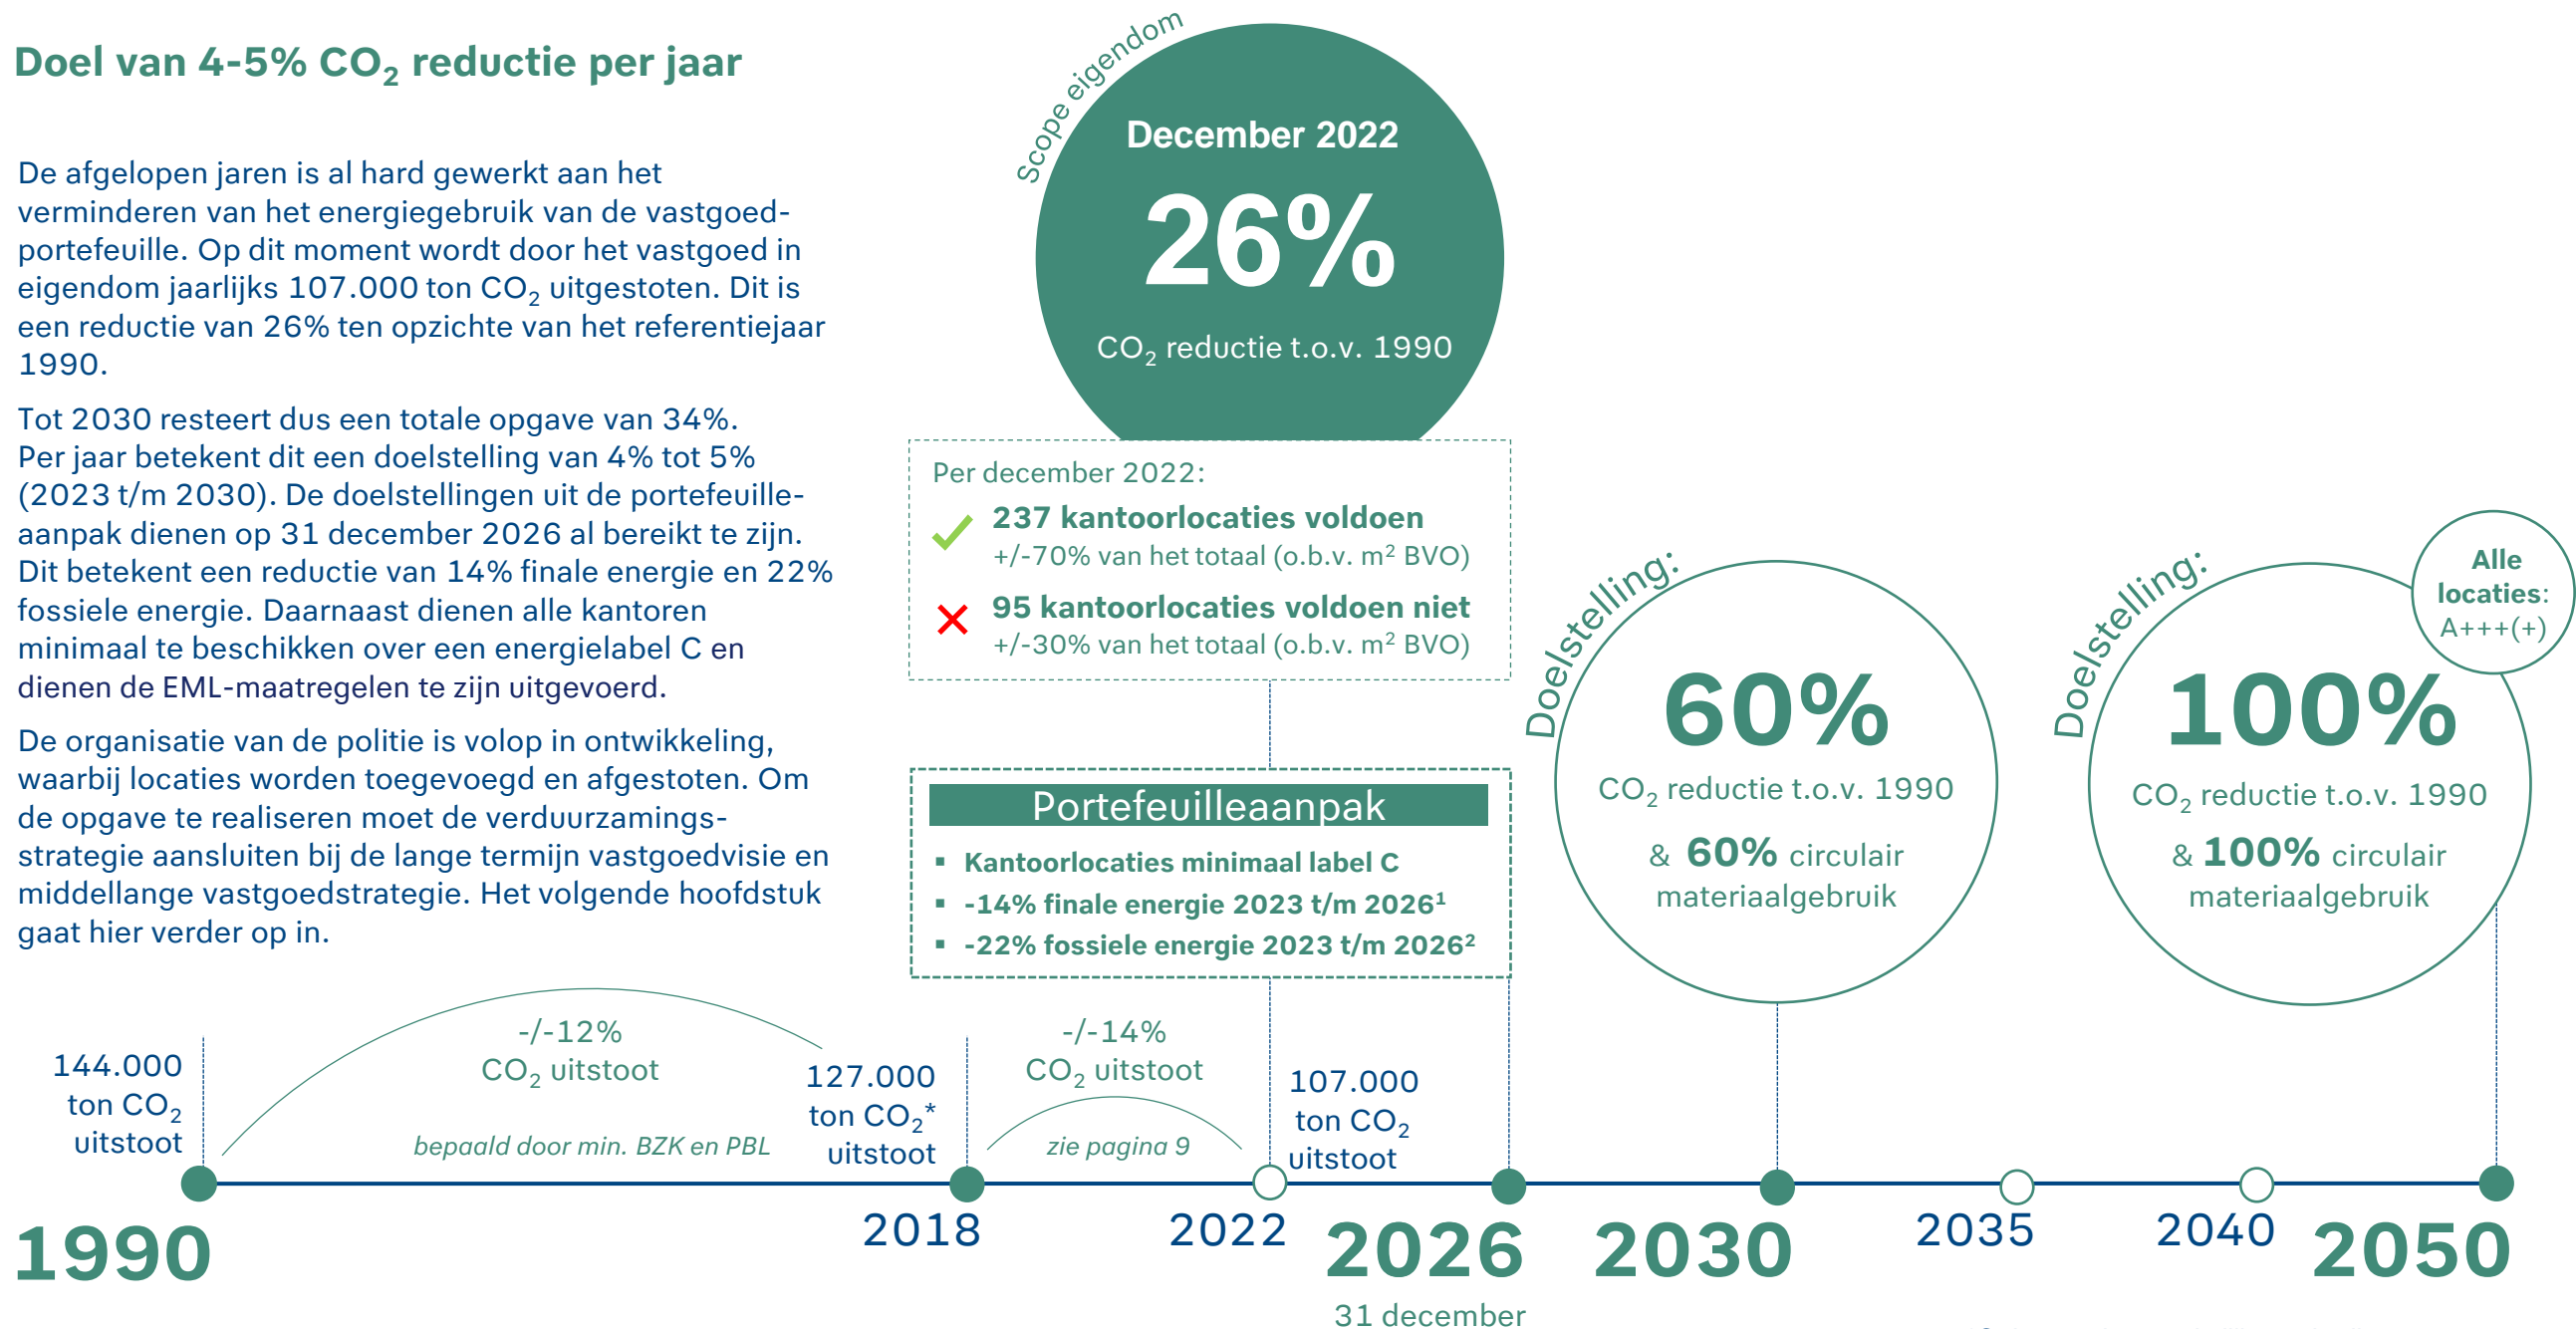 Doel van 4-5% CO₂ reductie per jaar
De afgelopen jaren is al hard gewerkt aan het
verminderen van het energiegebruik van de vastgoed-
portefeuille. Op dit moment wordt door het vastgoed in
eigendom jaarlijks 107.000 ton CO₂ uitgestoten. Dit is
een reductie van 26% ten opzichte van het referentiejaar
1990.
Tot 2030 resteert dus een totale opgave van 34%.
Per jaar betekent dit een doelstelling van 4% tot 5%
(2023 t/m 2030). De doelstellingen uit de portefeuille-
aanpak dienen op 31 december 2026 al bereikt te zijn.
Dit betekent een reductie van 14% finale energie en 22%
fossiele energie. Daarnaast dienen alle kantoren
minimaal te beschikken over een energielabel C en
dienen de EML-maatregelen te zijn uitgevoerd.
De organisatie van de politie is volop in ontwikkeling,
waarbij locaties worden toegevoegd en afgestoten. Om
de opgave te realiseren moet de verduurzamings-
strategie aansluiten bij de lange termijn vastgoedvisie en
middellange vastgoedstrategie. Het volgende hoofdstuk
gaat hier verder op in.
Scope eigendom
December 2022
26%
CO₂ reductie t.o.v. 1990
Per december 2022:
237 kantoorlocaties voldoen
+/-70% van het totaal (o.b.v. m² BVO)
95 kantoorlocaties voldoen niet
+/-30% van het totaal (o.b.v. m² BVO)
Portefeuilleaanpak
▪ Kantoorlocaties minimaal label C
▪ -14% finale energie 2023 t/m 2026¹
▪ -22% fossiele energie 2023 t/m 2026²
Doelstelling:
60%
CO₂ reductie t.o.v. 1990
& 60% circulair
materiaalgebruik
Doelstelling:
100%
CO₂ reductie t.o.v. 1990
& 100% circulair
materiaalgebruik
Alle
locaties:
A+++(+)
144.000
ton CO₂
uitstoot
-/-12%
CO₂ uitstoot
bepaald door min. BZK en PBL
127.000
ton CO₂*
uitstoot
-/-14%
CO₂ uitstoot
zie pagina 9
107.000
ton CO₂
uitstoot
1990
2018
2022
2026
31 december
2030
2035
2040
2050